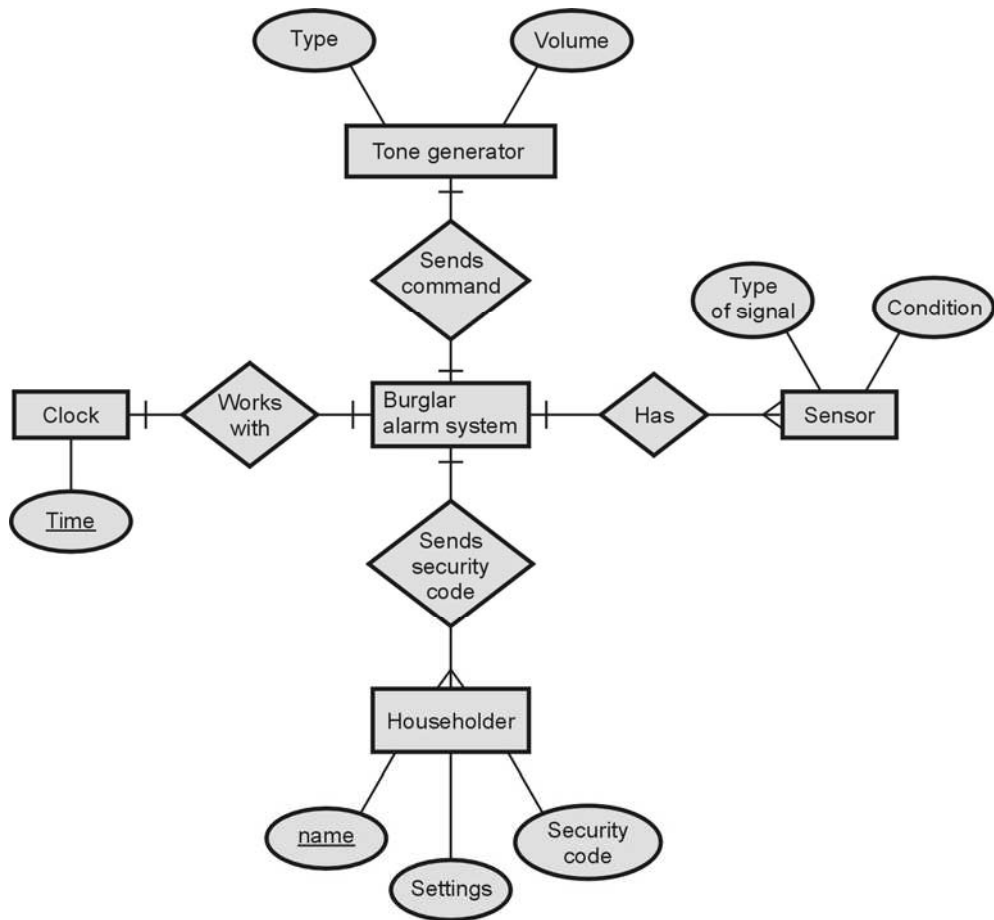 Type
Volume
Tone generator
Sends
command
Type
of signal
Condition
Clock
Works
with
Burglar
alarm system
Has
Sensor
Time
Sends
security
code
Householder
name
Settings
Security
code